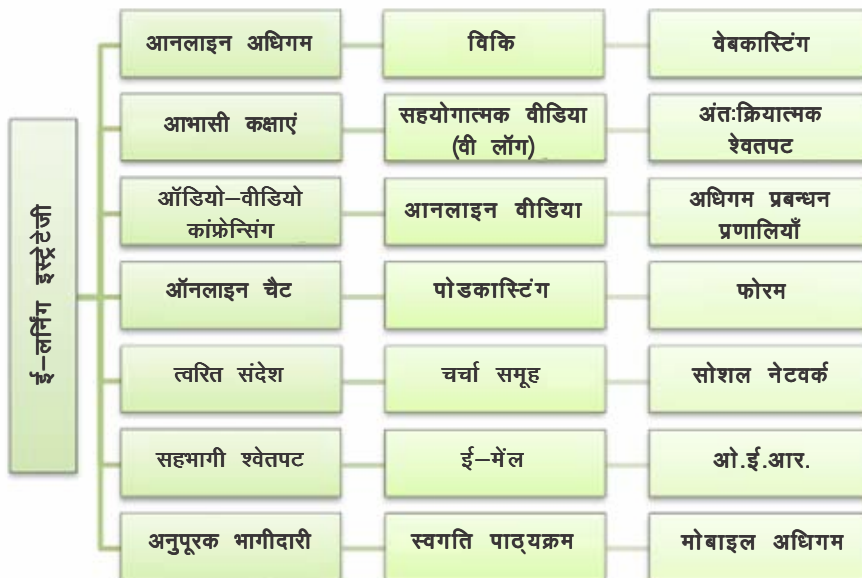 ई–लर्निंग इस्ट्रेटेजी
आनलाइन अधिगम
विकि
वेबकास्टिंग
आभासी कक्षाएं
सहयोगात्मक वीडिया
(वी लॉग)
अंतःक्रियात्मक
श्वेतपट
ऑडियो–वीडियो
कांफ्रेन्सिंग
आनलाइन वीडिया
अधिगम प्रबन्धन
प्रणालियाँ
ऑनलाइन चैट
पोडकास्टिंग
फोरम
त्वरित संदेश
चर्चा समूह
सोशल नेटवर्क
सहभागी श्वेतपट
ई–मेंल
ओ.ई.आर.
अनुपूरक भागीदारी
स्वगति पाठ्यक्रम
मोबाइल अधिगम